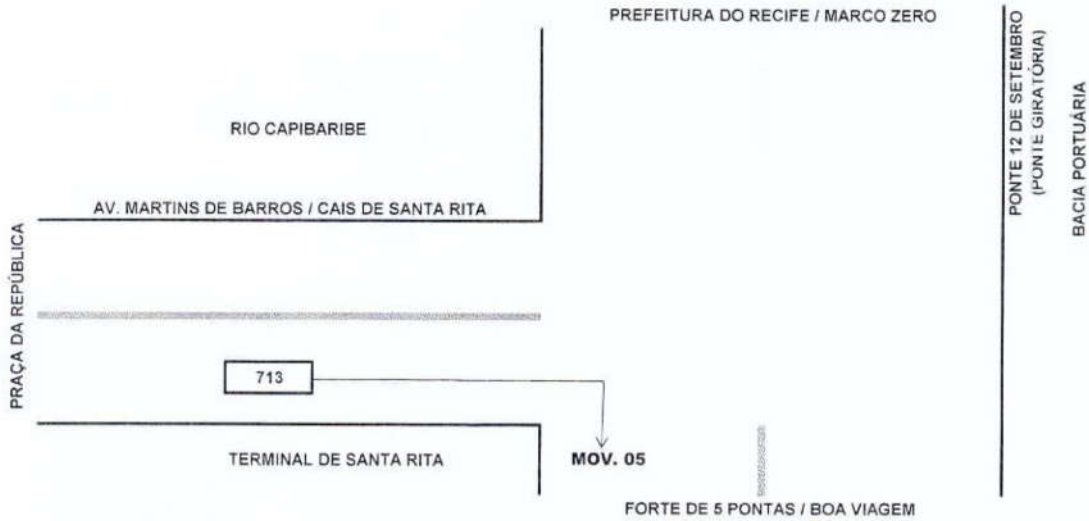 PREFEITURA DO RECIFE / MARCO ZERO
PONTE 12 DE SETEMBRO
(PONTE GIRATÓRIA)
BACIA PORTUÁRIA
RIO CAPIBARIBE
AV. MARTINS DE BARROS / CAIS DE SANTA RITA
PRAÇA DA REPÚBLICA
713
TERMINAL DE SANTA RITA
MOV. 05
FORTE DE 5 PONTAS / BOA VIAGEM